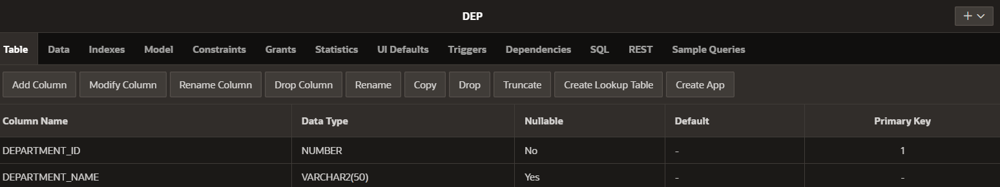 DEP
Table Data Indexes Model Constraints Grants Statistics UI Defaults Triggers Dependencies SQL REST Sample Queries
Add Column Modify Column Rename Column Drop Column Rename Copy Drop Truncate Create Lookup Table Create App
Column Name Data Type Nullable Default Primary Key
DEPARTMENT_ID NUMBER No - 1
DEPARTMENT_NAME VARCHAR2(50) Yes - -